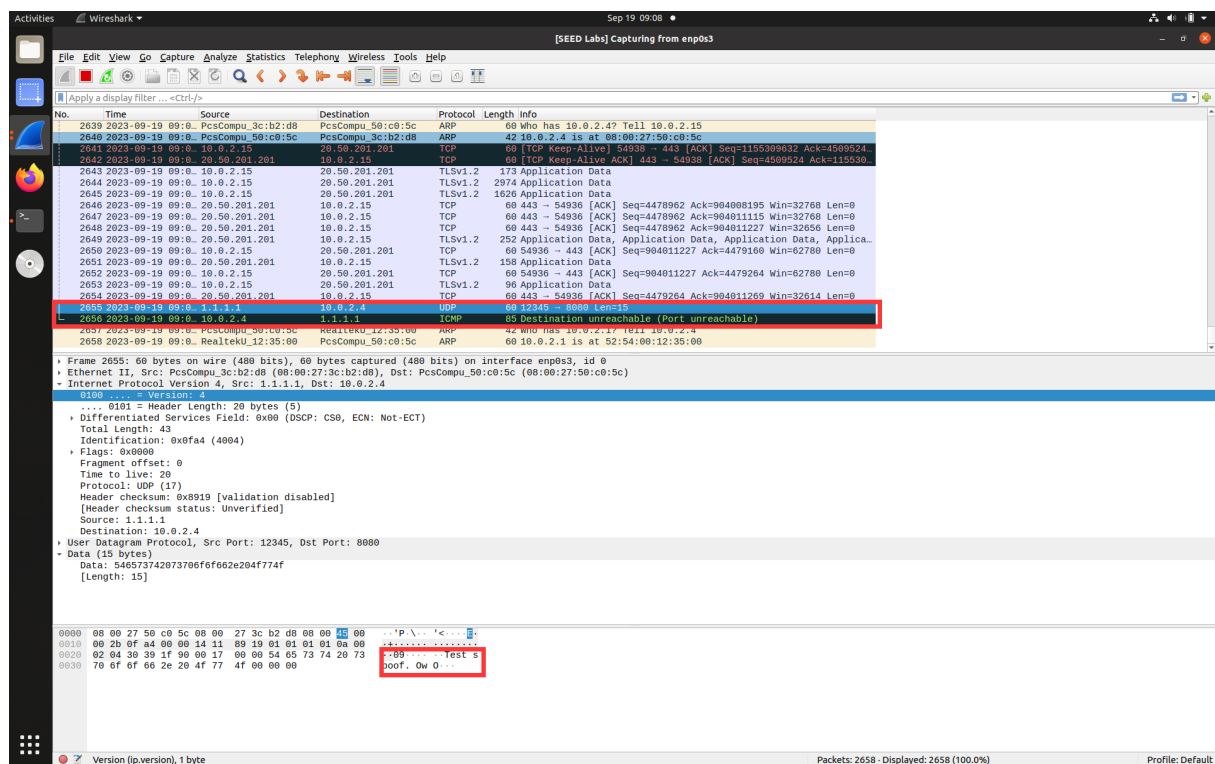 Activities Wireshark Sep 19 09:08
[SEED Labs] Capturing from enp0s3
File Edit View Go Capture Analyze Statistics Telephony Wireless Tools Help
Apply a display filter ... <Ctrl-/>
No. Time Source Destination Protocol Length Info
2639 2023-09-19 09:0… PcsCompu_3c:b2:d8 PcsCompu_50:c0:5c ARP 60 Who has 10.0.2.4? Tell 10.0.2.15
2640 2023-09-19 09:0… PcsCompu_50:c0:5c PcsCompu_3c:b2:d8 ARP 42 10.0.2.4 is at 08:00:27:50:c0:5c
2641 2023-09-19 09:0… 10.0.2.15 20.50.201.201 TCP 60 [TCP Keep-Alive] 54938 → 443 [ACK] Seq=1155309632 Ack=4509524…
2642 2023-09-19 09:0… 20.50.201.201 10.0.2.15 TCP 60 [TCP Keep-Alive ACK] 443 → 54938 [ACK] Seq=4509524 Ack=115530…
2643 2023-09-19 09:0… 10.0.2.15 20.50.201.201 TLSv1.2 173 Application Data
2644 2023-09-19 09:0… 10.0.2.15 20.50.201.201 TLSv1.2 2974 Application Data
2645 2023-09-19 09:0… 10.0.2.15 20.50.201.201 TLSv1.2 1626 Application Data
2646 2023-09-19 09:0… 20.50.201.201 10.0.2.15 TCP 60 443 → 54936 [ACK] Seq=4478962 Ack=904008195 Win=32768 Len=0
2647 2023-09-19 09:0… 20.50.201.201 10.0.2.15 TCP 60 443 → 54936 [ACK] Seq=4478962 Ack=904011115 Win=32768 Len=0
2648 2023-09-19 09:0… 20.50.201.201 10.0.2.15 TCP 60 443 → 54936 [ACK] Seq=4478962 Ack=904011227 Win=32656 Len=0
2649 2023-09-19 09:0… 20.50.201.201 10.0.2.15 TLSv1.2 252 Application Data, Application Data, Application Data, Applica…
2650 2023-09-19 09:0… 10.0.2.15 20.50.201.201 TCP 60 54936 → 443 [ACK] Seq=904011227 Ack=4479160 Win=62780 Len=0
2651 2023-09-19 09:0… 20.50.201.201 10.0.2.15 TLSv1.2 158 Application Data
2652 2023-09-19 09:0… 10.0.2.15 20.50.201.201 TCP 60 54936 → 443 [ACK] Seq=904011227 Ack=4479264 Win=62780 Len=0
2653 2023-09-19 09:0… 10.0.2.15 20.50.201.201 TLSv1.2 96 Application Data
2654 2023-09-19 09:0… 20.50.201.201 10.0.2.15 TCP 60 443 → 54936 [ACK] Seq=4479264 Ack=904011269 Win=32614 Len=0
2655 2023-09-19 09:0… 1.1.1.1 10.0.2.4 UDP 60 12345 → 8080 Len=15
2656 2023-09-19 09:0… 10.0.2.4 1.1.1.1 ICMP 85 Destination unreachable (Port unreachable)
2657 2023-09-19 09:0… PcsCompu_50:c0:5c RealtekU_12:35:00 ARP 42 Who has 10.0.2.1? Tell 10.0.2.4
2658 2023-09-19 09:0… RealtekU_12:35:00 PcsCompu_50:c0:5c ARP 60 10.0.2.1 is at 52:54:00:12:35:00
Frame 2655: 60 bytes on wire (480 bits), 60 bytes captured (480 bits) on interface enp0s3, id 0
Ethernet II, Src: PcsCompu_3c:b2:d8 (08:00:27:3c:b2:d8), Dst: PcsCompu_50:c0:5c (08:00:27:50:c0:5c)
Internet Protocol Version 4, Src: 1.1.1.1, Dst: 10.0.2.4
0100 .... = Version: 4
.... 0101 = Header Length: 20 bytes (5)
Differentiated Services Field: 0x00 (DSCP: CS0, ECN: Not-ECT)
Total Length: 43
Identification: 0x0fa4 (4004)
Flags: 0x0000
Fragment offset: 0
Time to live: 20
Protocol: UDP (17)
Header checksum: 0x8919 [validation disabled]
[Header checksum status: Unverified]
Source: 1.1.1.1
Destination: 10.0.2.4
User Datagram Protocol, Src Port: 12345, Dst Port: 8080
Data (15 bytes)
Data: 546573742073706f6f662e204f774f
[Length: 15]
0000 08 00 27 50 c0 5c 08 00 27 3c b2 d8 08 00 45 00 ··'P·\·· '<····E·
0010 00 2b 0f a4 00 00 14 11 89 19 01 01 01 01 0a 00 ·+······ ········
0020 02 04 30 39 1f 90 00 17 00 00 54 65 73 74 20 73 ··09···· ··Test s
0030 70 6f 6f 66 2e 20 4f 77 4f 00 00 00 poof. Ow O···
Version (ip.version), 1 byte Packets: 2658 · Displayed: 2658 (100.0%) Profile: Default